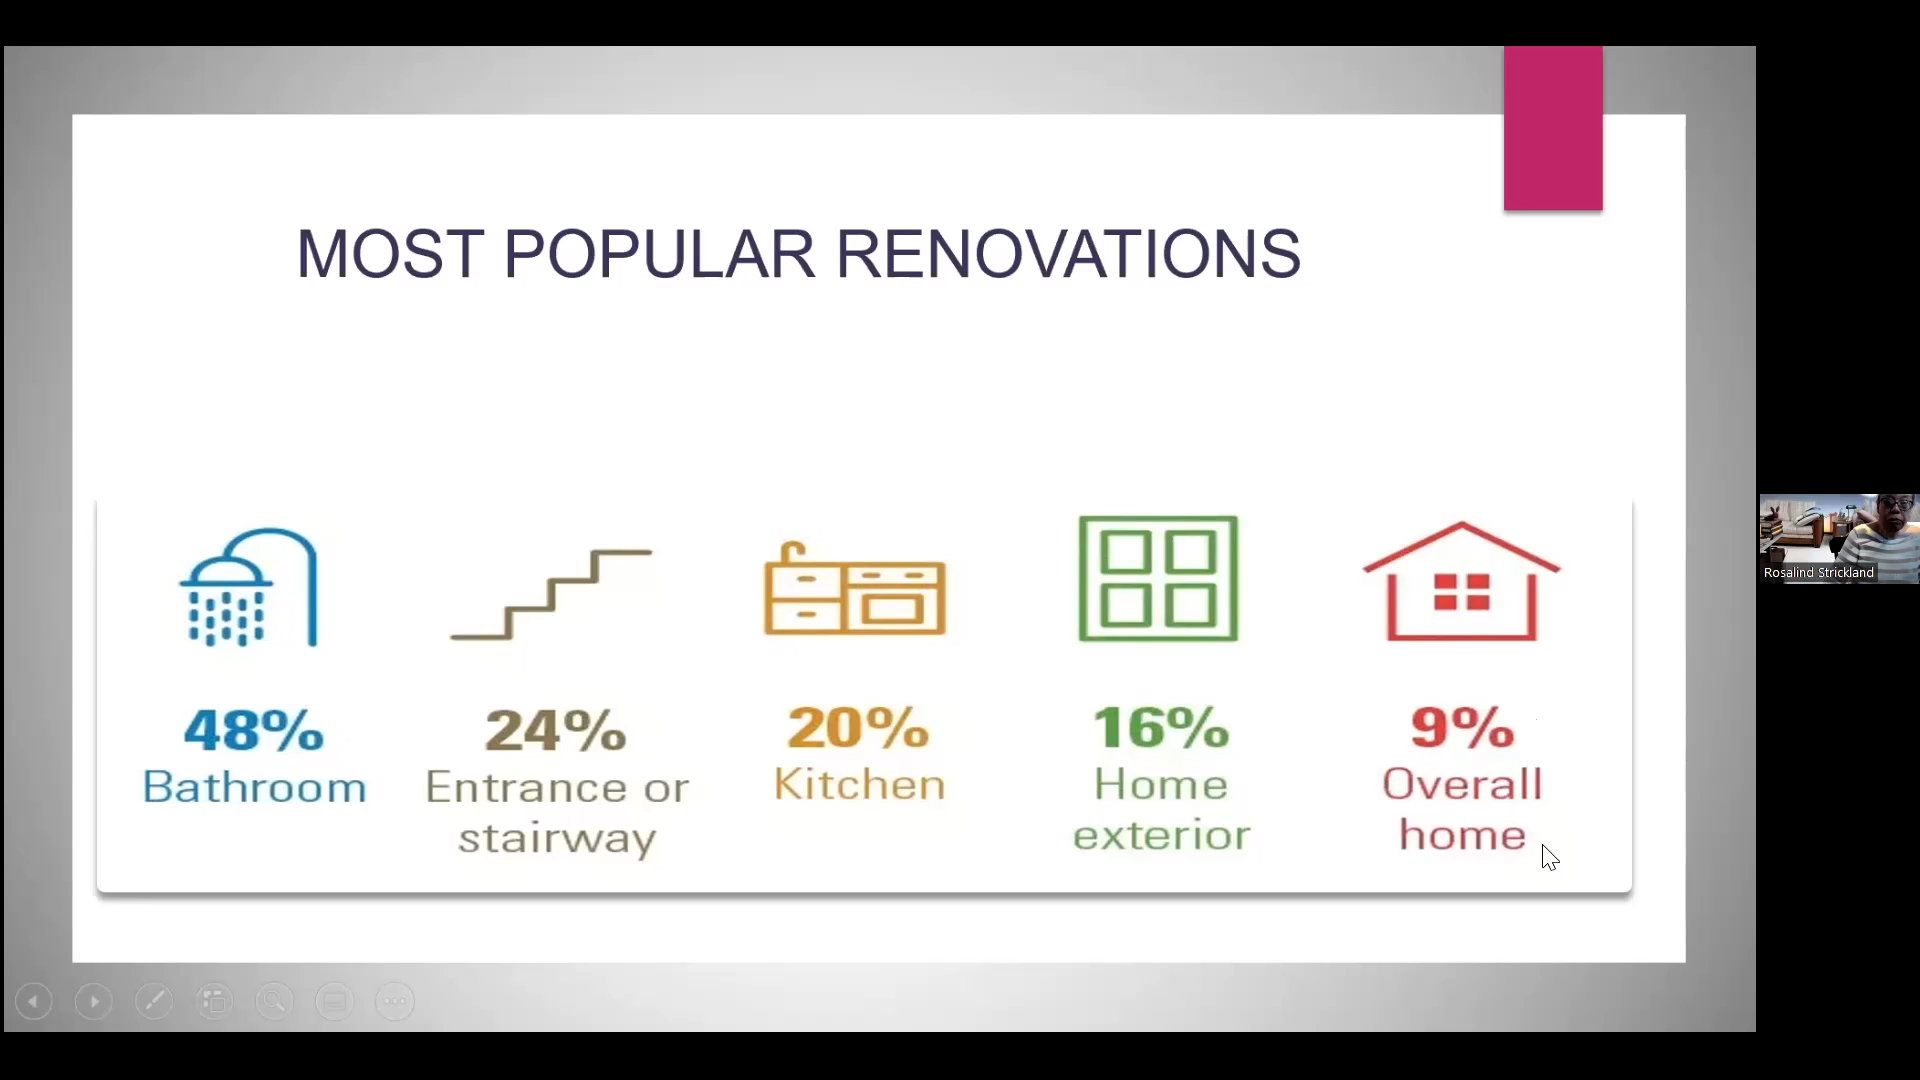 MOST POPULAR RENOVATIONS
48%
Bathroom
24%
Entrance or
stairway
20%
Kitchen
16%
Home
exterior
9%
Overall
home
Rosalind Strickland